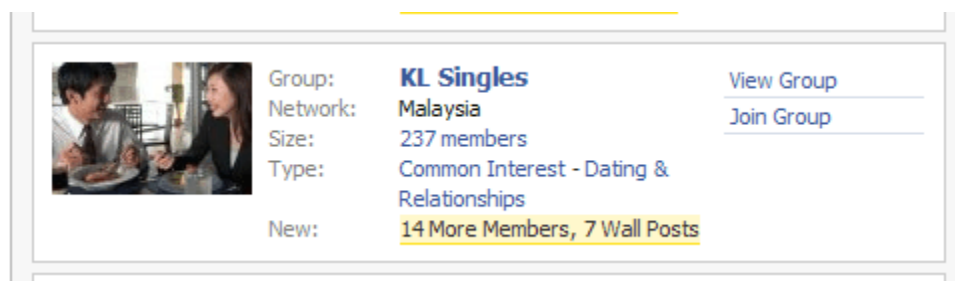 Group: KL Singles
Network: Malaysia
Size: 237 members
Type: Common Interest - Dating &
Relationships
New: 14 More Members, 7 Wall Posts
View Group
Join Group